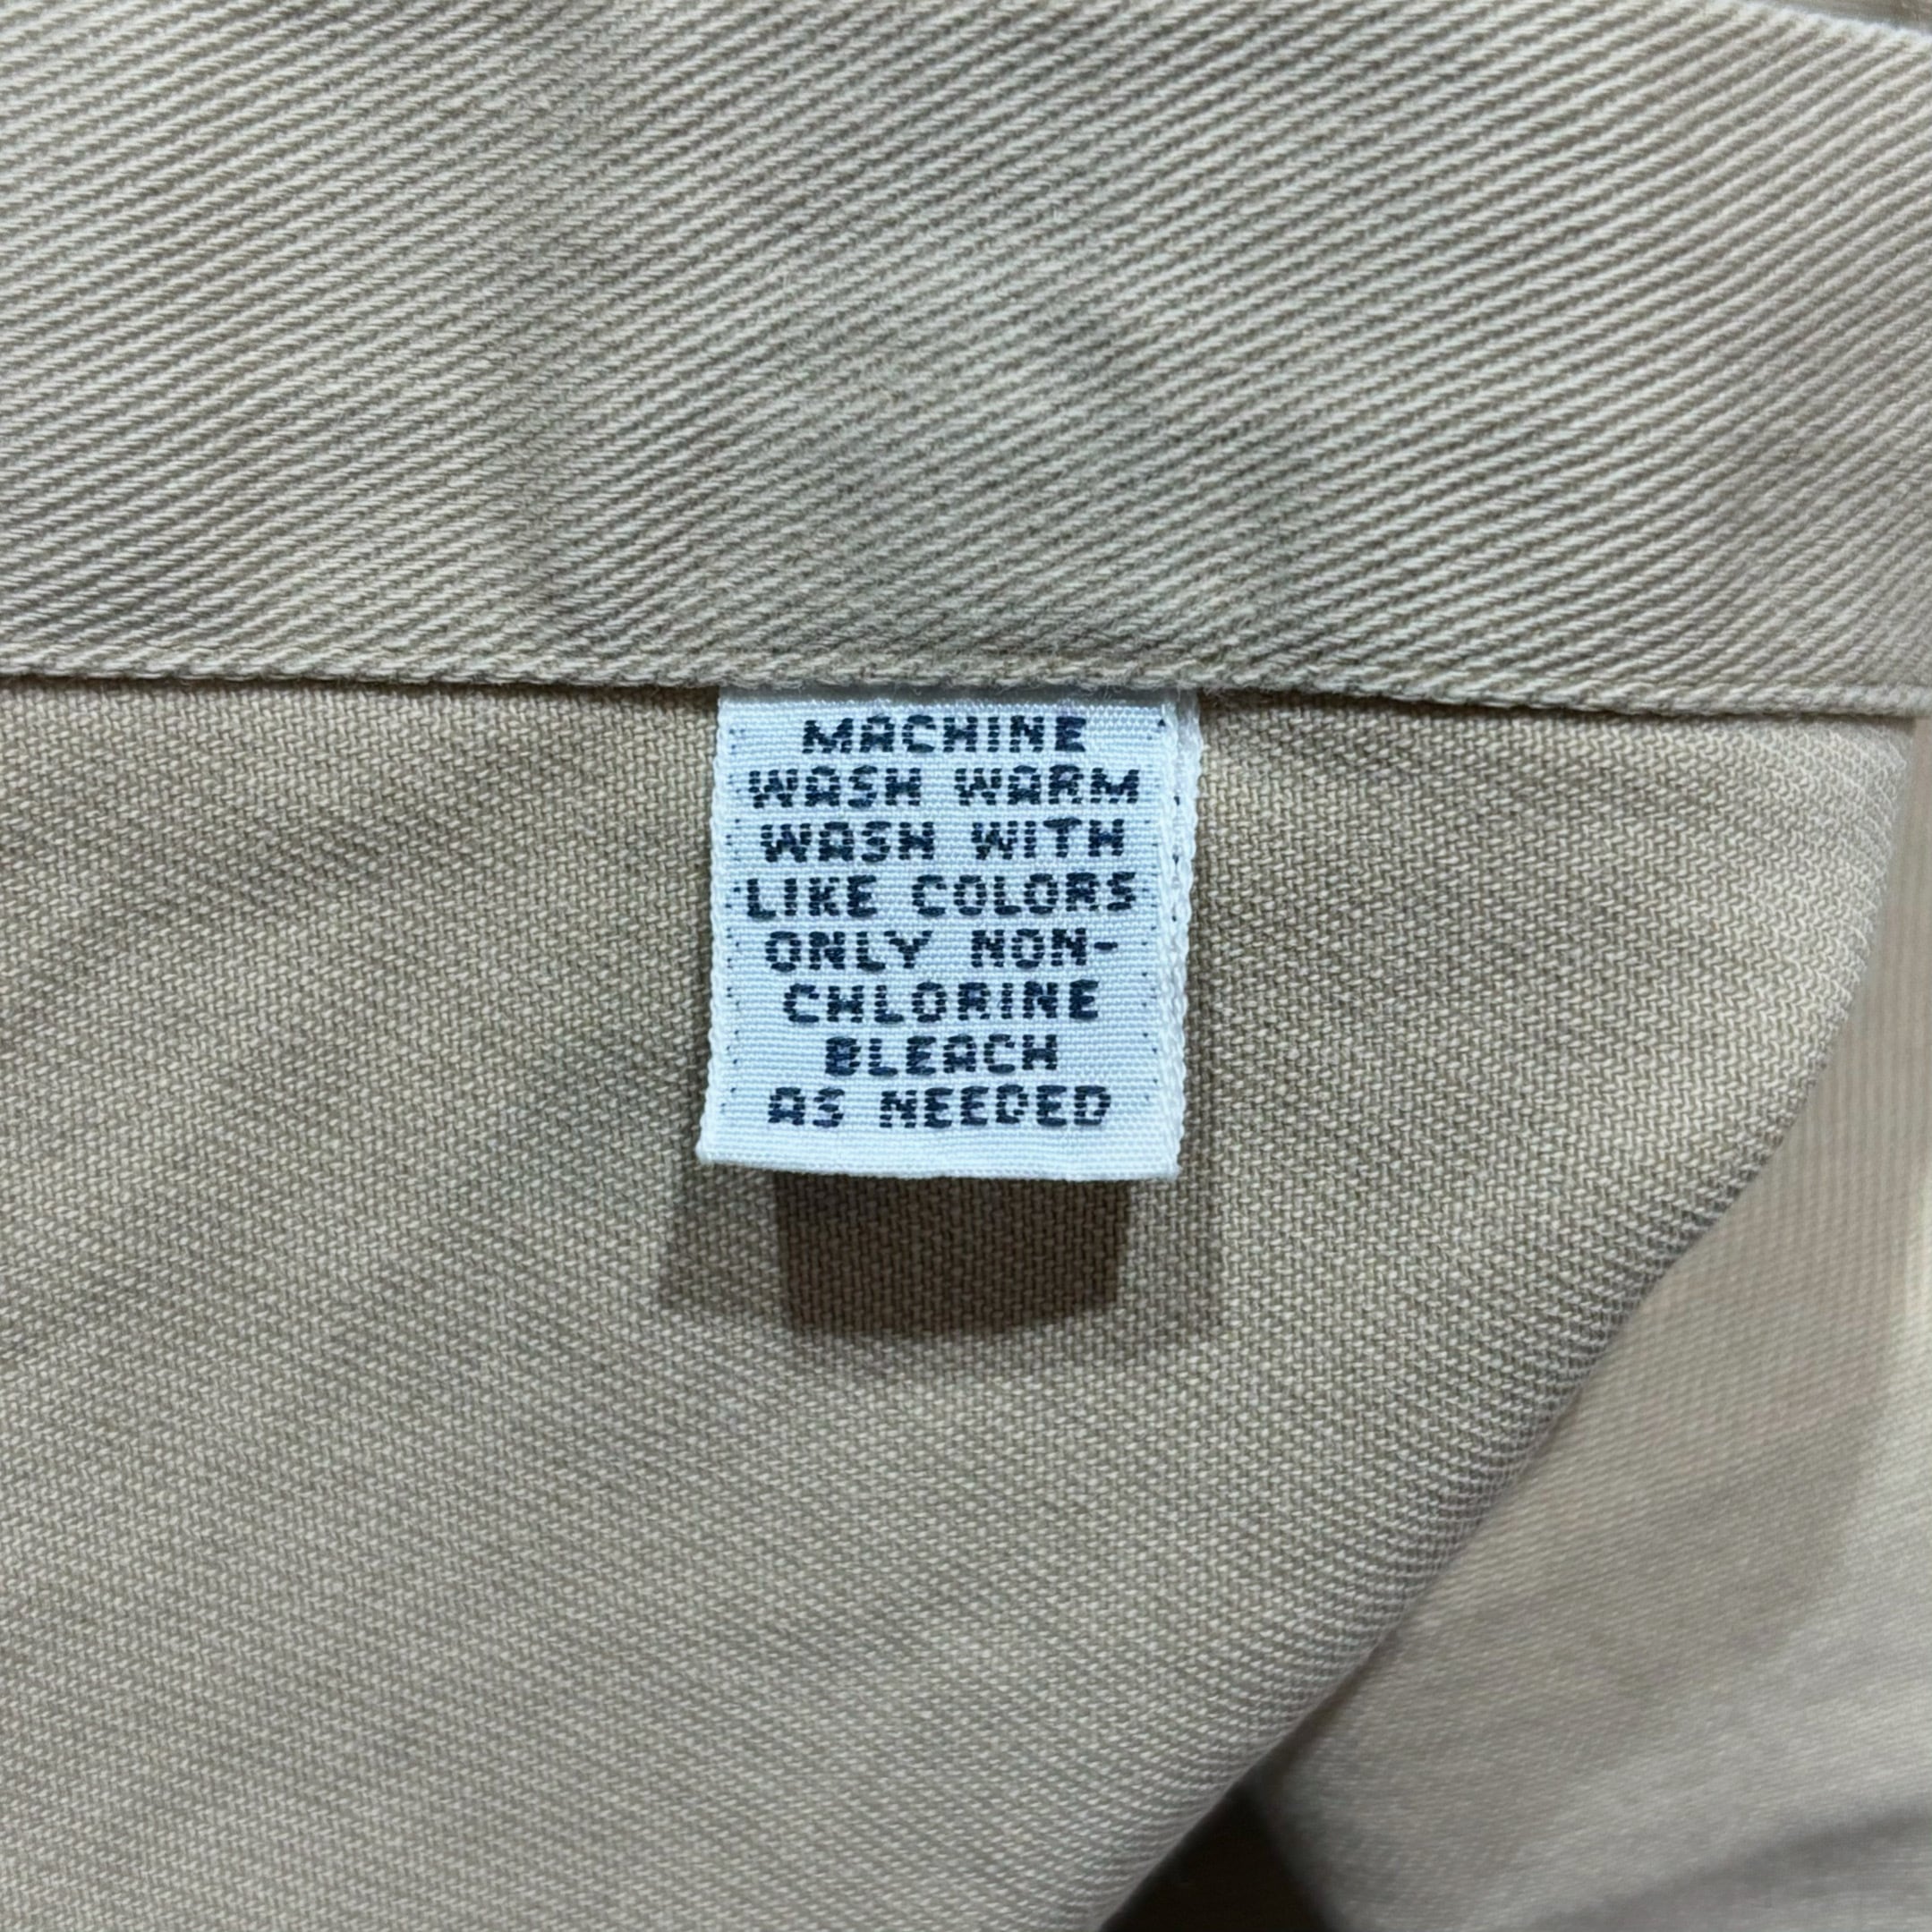 MACHINE
WASH WARM
WASH WITH
LIKE COLORS
ONLY NON-
CHLORINE
BLEACH
AS NEEDED